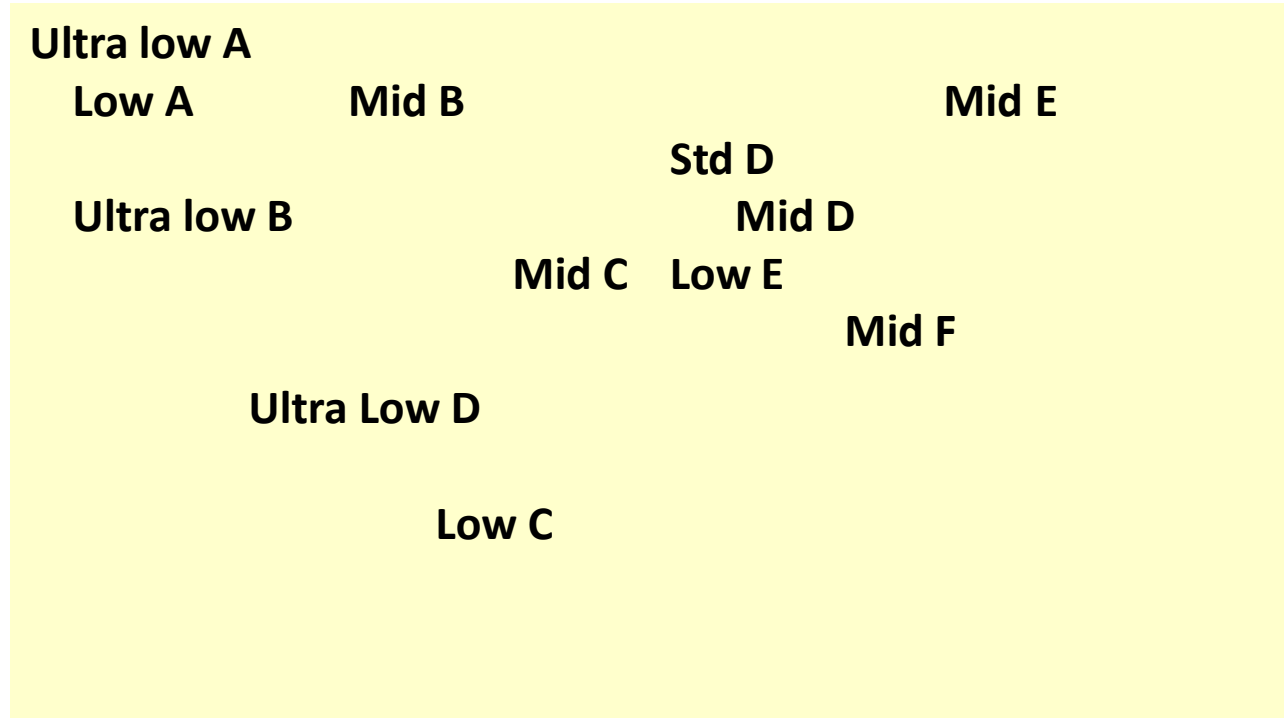 Ultra low A
Low A Mid B Mid E
Std D
Ultra low B Mid D
Mid C Low E
Mid F
Ultra Low D
Low C